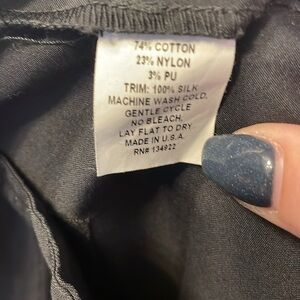 74% COTTON
23% NYLON
3% PU
TRIM: 100% SILK
MACHINE WASH COLD,
GENTLE CYCLE
NO BLEACH,
LAY FLAT TO DRY
MADE IN U.S.A.
RN# 134922